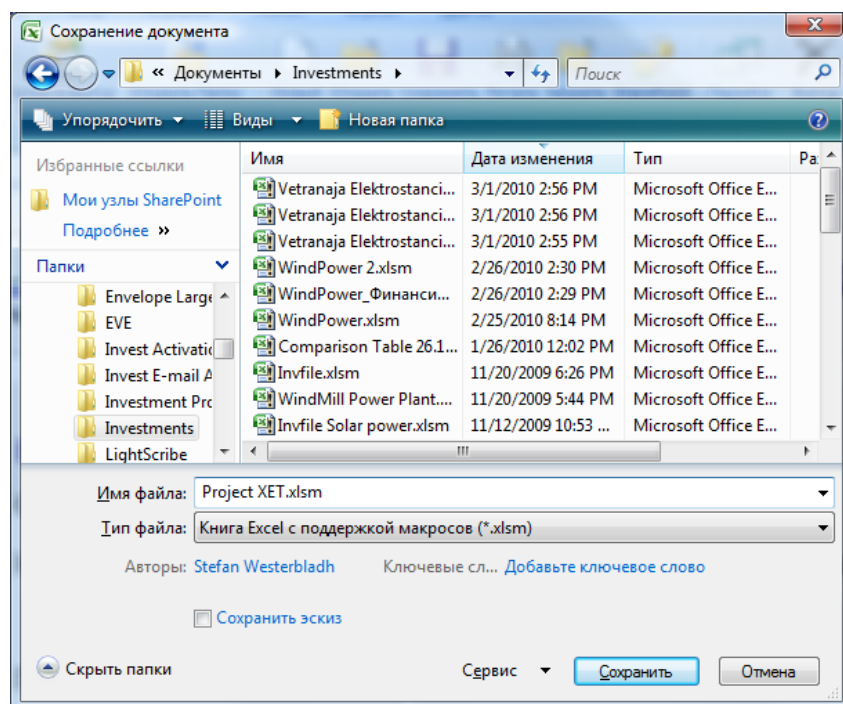 Сохранение документа
« Документы Investments Поиск
Упорядочить Виды Новая папка
Избранные ссылки
Мои узлы SharePoint
Подробнее »
Папки
Envelope Large
EVE
Invest Activatic
Invest E-mail A
Investment Prc
Investments
LightScribe
Имя Дата изменения Тип Ра:
Vetranaja Elektrostanci... 3/1/2010 2:56 PM Microsoft Office E...
Vetranaja Elektrostanci... 3/1/2010 2:56 PM Microsoft Office E...
Vetranaja Elektrostanci... 3/1/2010 2:55 PM Microsoft Office E...
WindPower 2.xlsm 2/26/2010 2:30 PM Microsoft Office E...
WindPower_Финанси... 2/26/2010 2:29 PM Microsoft Office E...
WindPower.xlsm 2/25/2010 8:14 PM Microsoft Office E...
Comparison Table 26.1... 1/26/2010 12:02 PM Microsoft Office E...
Invfile.xlsm 11/20/2009 6:26 PM Microsoft Office E...
WindMill Power Plant.... 11/20/2009 5:44 PM Microsoft Office E...
Invfile Solar power.xlsm 11/12/2009 10:53 ... Microsoft Office E...
Имя файла: Project XET.xlsm
Тип файла: Книга Excel с поддержкой макросов (*.xlsm)
Авторы: Stefan Westerbladh Ключевые сл... Добавьте ключевое слово
Сохранить эскиз
Скрыть папки Сервис Сохранить Отмена